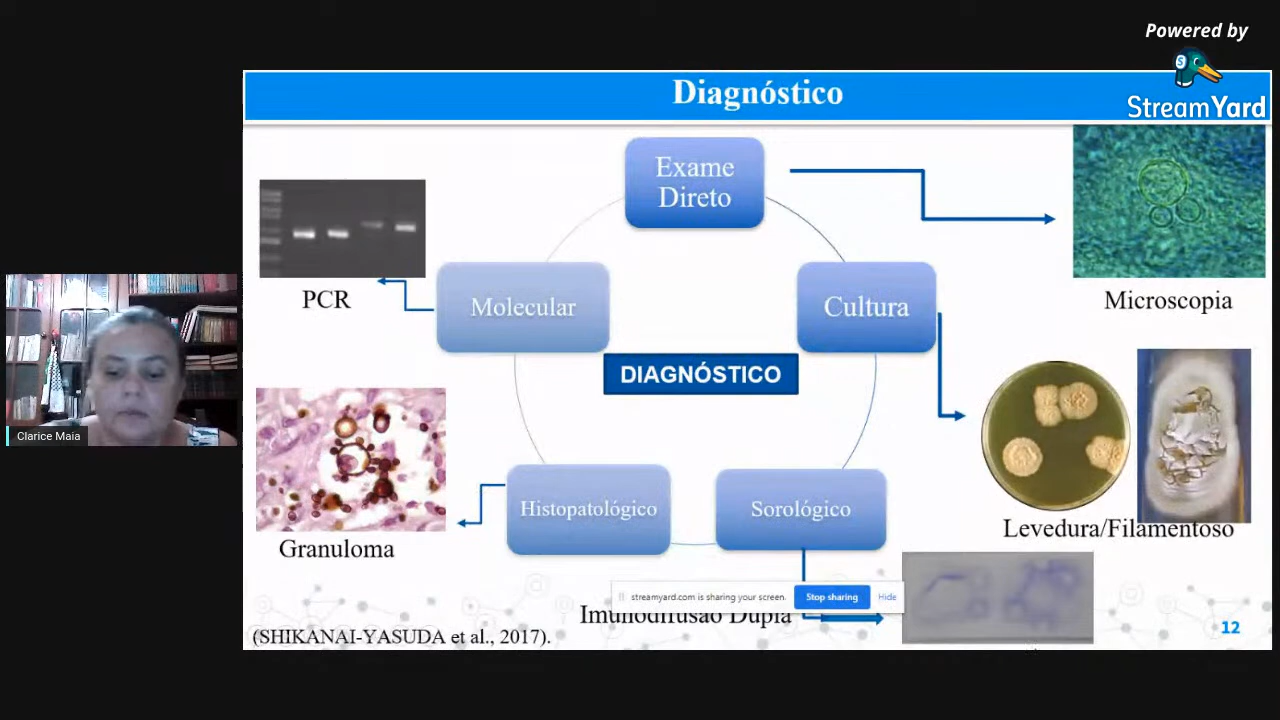 Powered by
StreamYard
Diagnóstico
Exame
Direto
Microscopia
PCR
Molecular
Cultura
DIAGNÓSTICO
Clarice Maia
Levedura/Filamentoso
Histopatológico
Sorológico
Granuloma
streamyard.com is sharing your screen.
Stop sharing
Hide
Imunodifusão Dupla
(SHIKANAI-YASUDA et al., 2017).
12